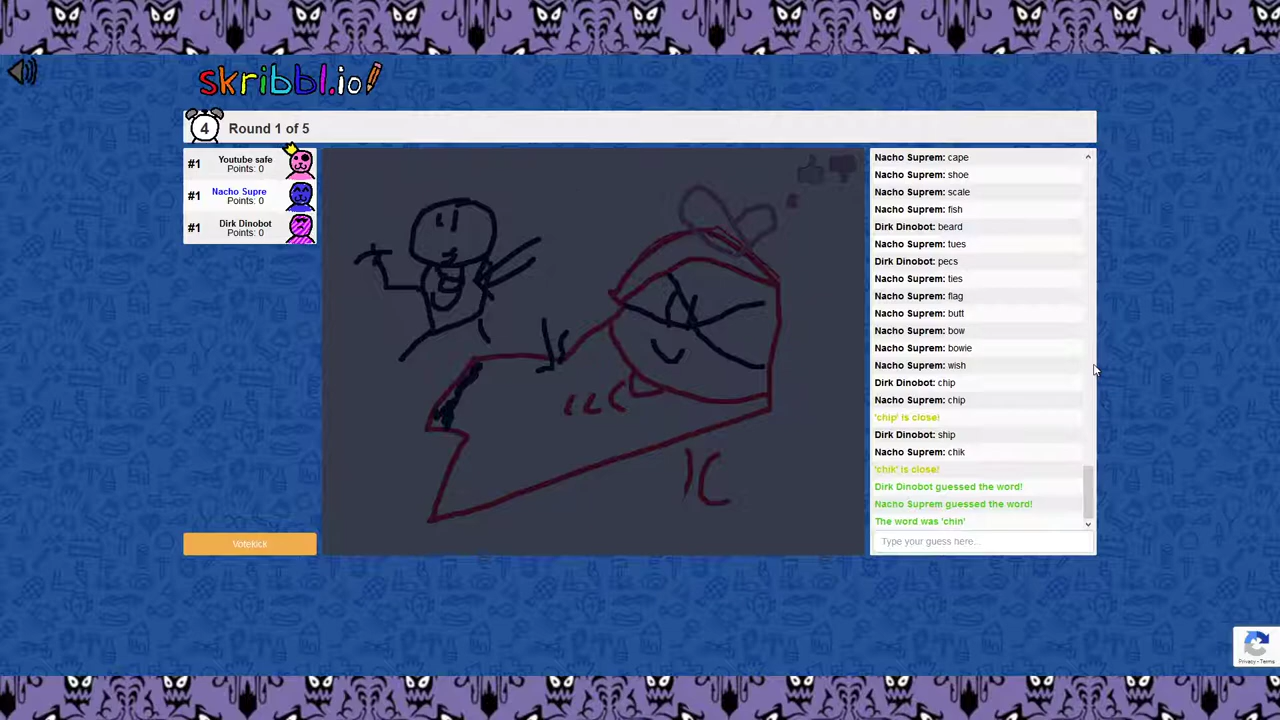 skribbl.io
4
Round 1 of 5
#1 Youtube safe
Points: 0
#1 Nacho Supre
Points: 0
#1 Dirk Dinobot
Points: 0
Votekick
Nacho Suprem: cape
Nacho Suprem: shoe
Nacho Suprem: scale
Nacho Suprem: fish
Dirk Dinobot: beard
Nacho Suprem: tues
Dirk Dinobot: pecs
Nacho Suprem: ties
Nacho Suprem: flag
Nacho Suprem: butt
Nacho Suprem: bow
Nacho Suprem: bowie
Nacho Suprem: wish
Dirk Dinobot: chip
Nacho Suprem: chip
'chip' is close!
Dirk Dinobot: ship
Nacho Suprem: chik
'chik' is close!
Dirk Dinobot guessed the word!
Nacho Suprem guessed the word!
The word was 'chin'
Type your guess here...
Privacy - Terms